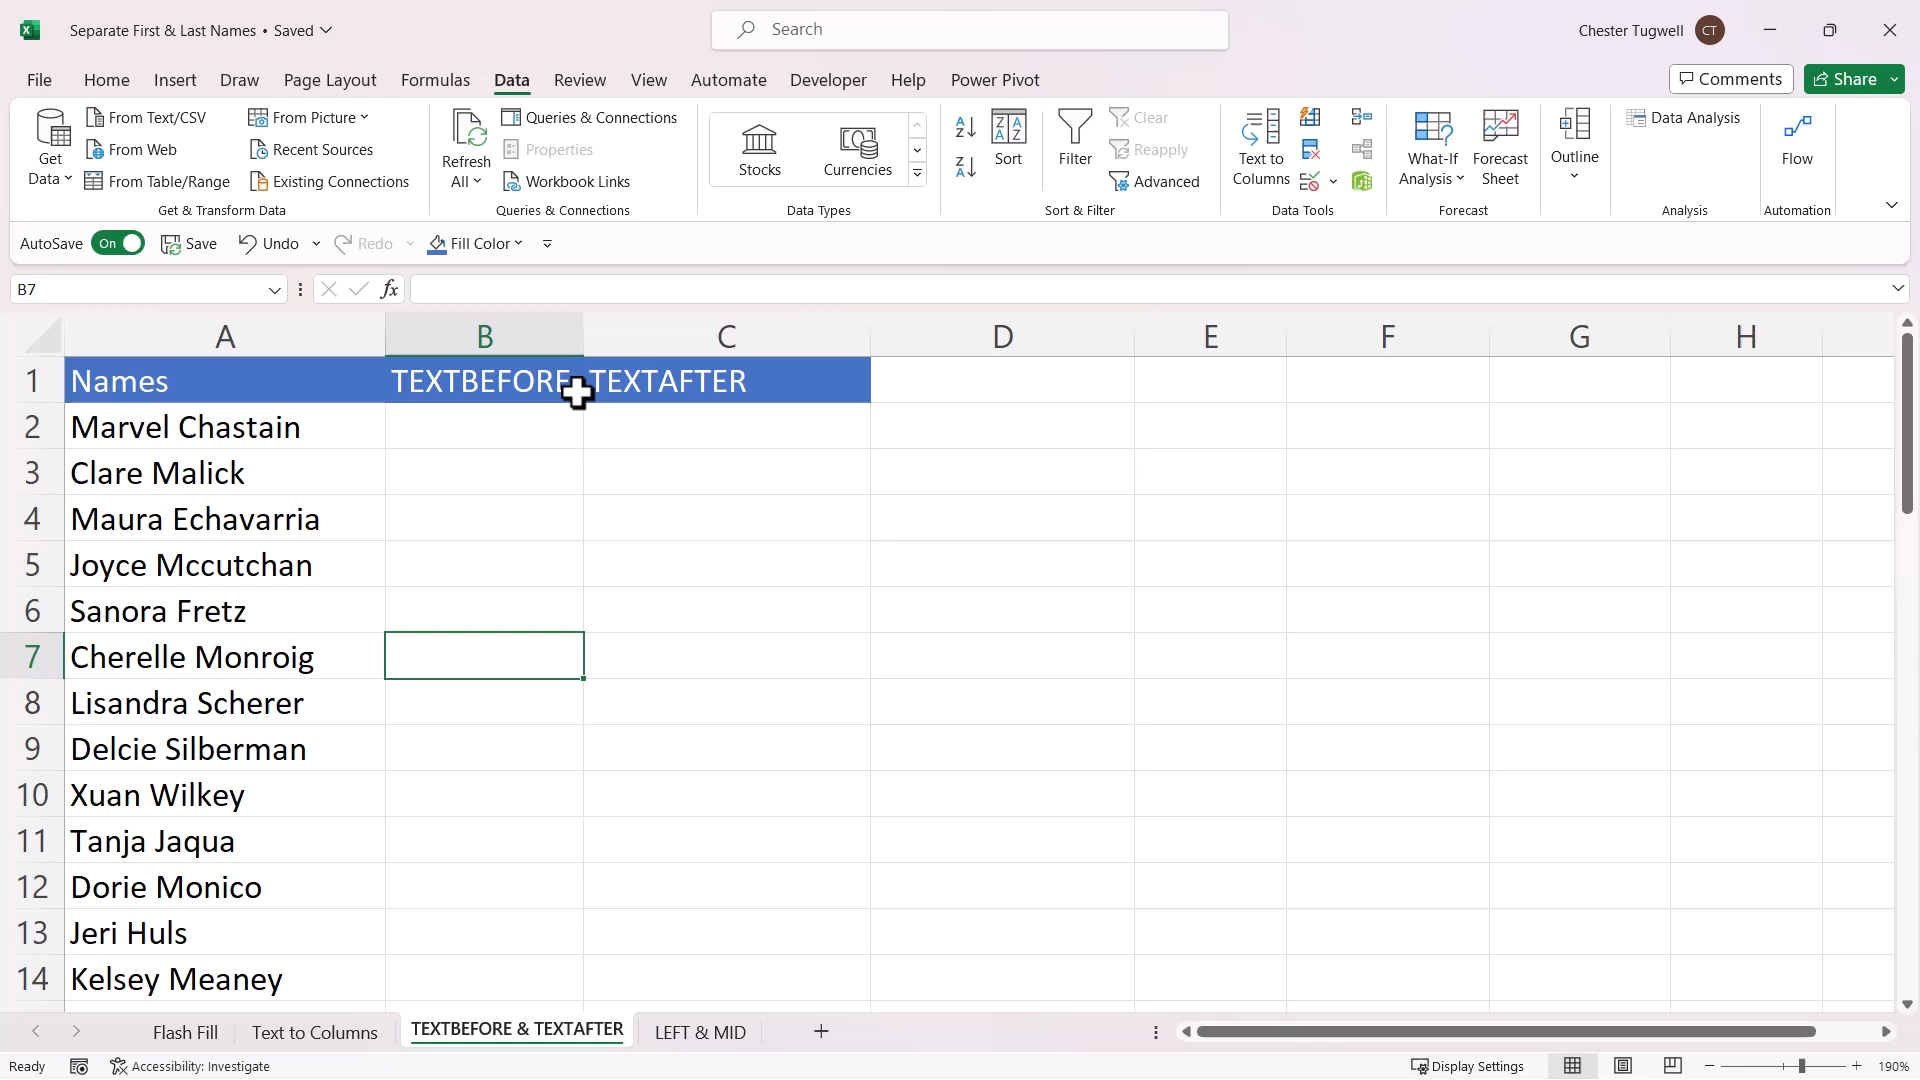 Separate First & Last Names • Saved
Search
Chester Tugwell CT
File Home Insert Draw Page Layout Formulas Data Review View Automate Developer Help Power Pivot
Comments Share
Get Data
From Text/CSV
From Web
From Table/Range
From Picture
Recent Sources
Existing Connections
Get & Transform Data
Refresh All
Queries & Connections
Properties
Workbook Links
Queries & Connections
Stocks
Currencies
Data Types
Sort
Filter
Clear
Reapply
Advanced
Sort & Filter
Text to Columns
Data Tools
What-If Analysis
Forecast Sheet
Forecast
Outline
Data Analysis
Analysis
Flow
Automation
AutoSave On Save Undo Redo Fill Color
B7 fx
A B C D E F G H
1 Names TEXTBEFORE TEXTAFTER
2 Marvel Chastain
3 Clare Malick
4 Maura Echavarria
5 Joyce Mccutchan
6 Sanora Fretz
7 Cherelle Monroig
8 Lisandra Scherer
9 Delcie Silberman
10 Xuan Wilkey
11 Tanja Jaqua
12 Dorie Monico
13 Jeri Huls
14 Kelsey Meaney
Flash Fill Text to Columns TEXTBEFORE & TEXTAFTER LEFT & MID
Ready Accessibility: Investigate Display Settings 190%